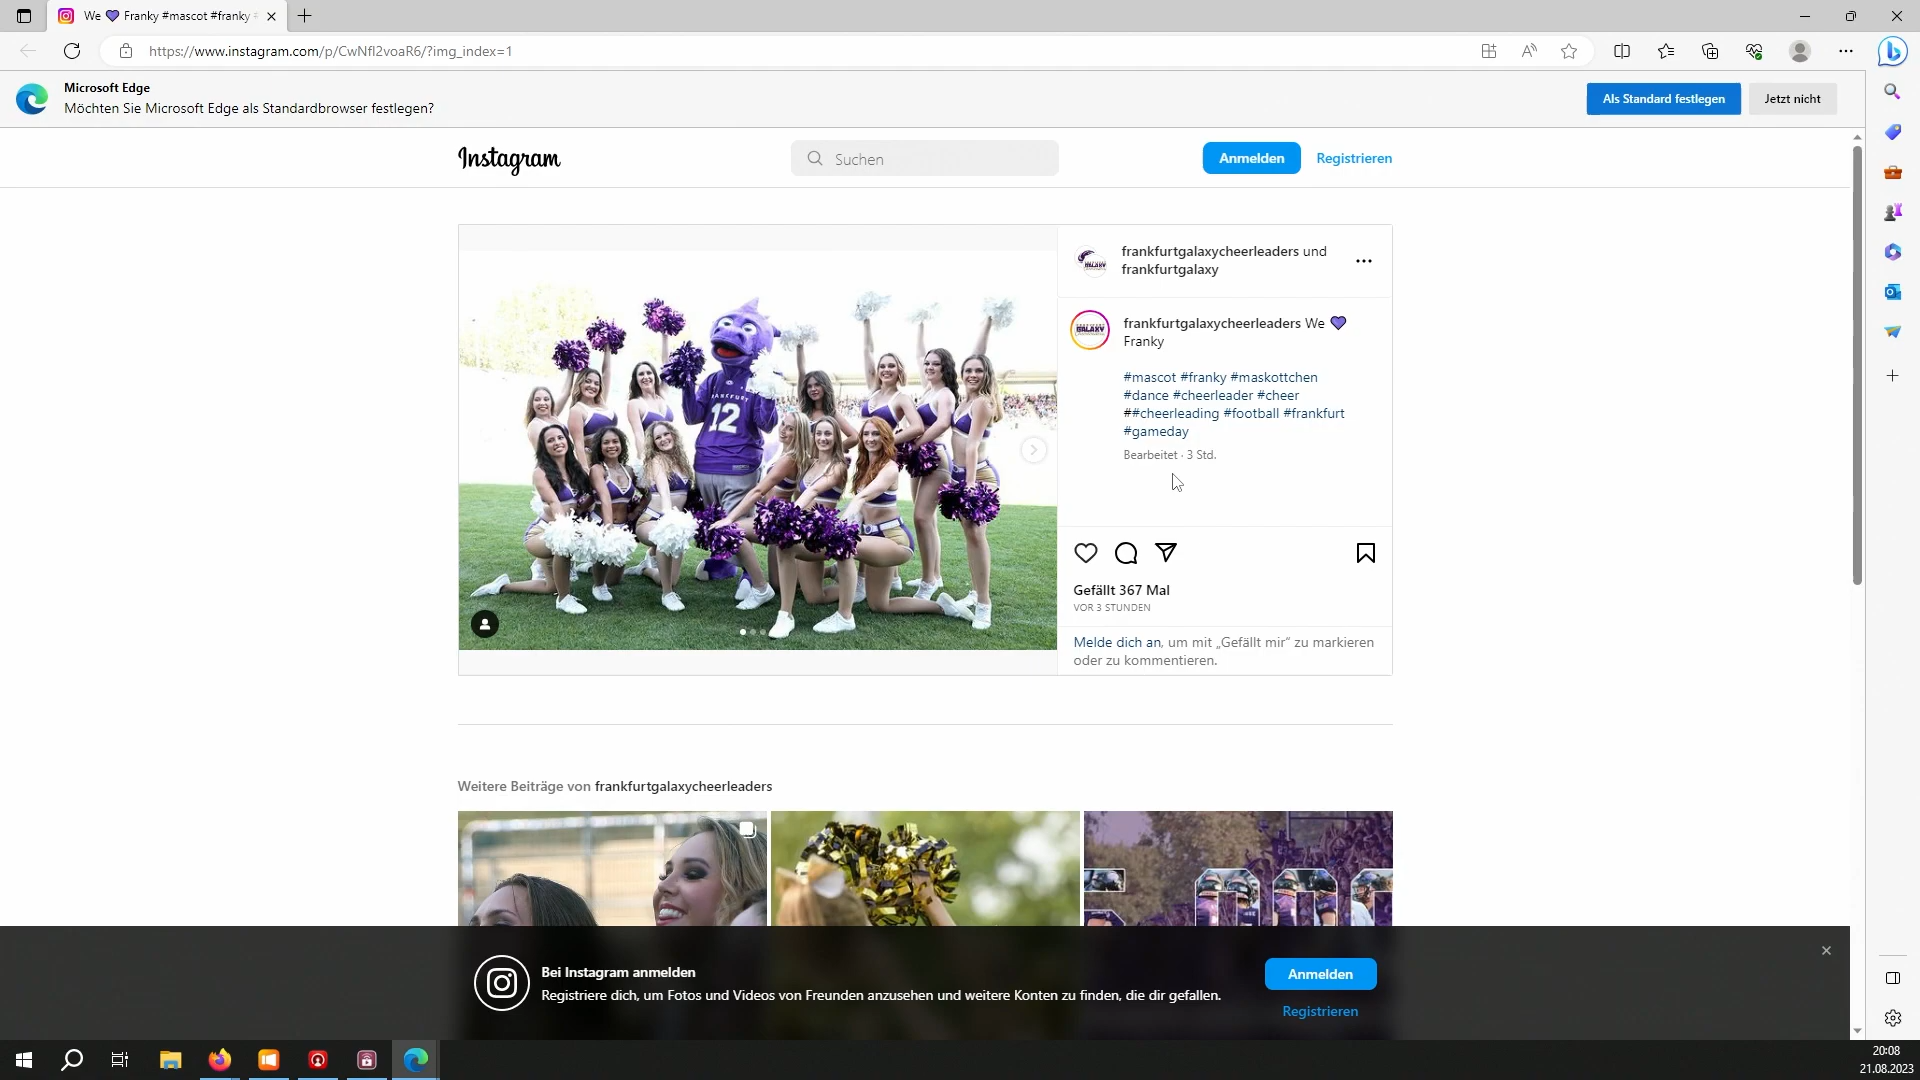 We 💜 Franky #mascot #franky
https://www.instagram.com/p/CwNfl2voaR6/?img_index=1
Microsoft Edge
Möchten Sie Microsoft Edge als Standardbrowser festlegen?
Als Standard festlegen
Jetzt nicht
Instagram
Suchen
Anmelden
Registrieren
FRANKFURT
12
frankfurtgalaxycheerleaders und
frankfurtgalaxy
GALAXY
frankfurtgalaxycheerleaders We 💜
Franky
#mascot #franky #maskottchen
#dance #cheerleader #cheer
##cheerleading #football #frankfurt
#gameday
Bearbeitet · 3 Std.
Gefällt 367 Mal
VOR 3 STUNDEN
Melde dich an, um mit „Gefällt mir“ zu markieren
oder zu kommentieren.
Weitere Beiträge von frankfurtgalaxycheerleaders
Bei Instagram anmelden
Registriere dich, um Fotos und Videos von Freunden anzusehen und weitere Konten zu finden, die dir gefallen.
Anmelden
Registrieren
20:08
21.08.2023